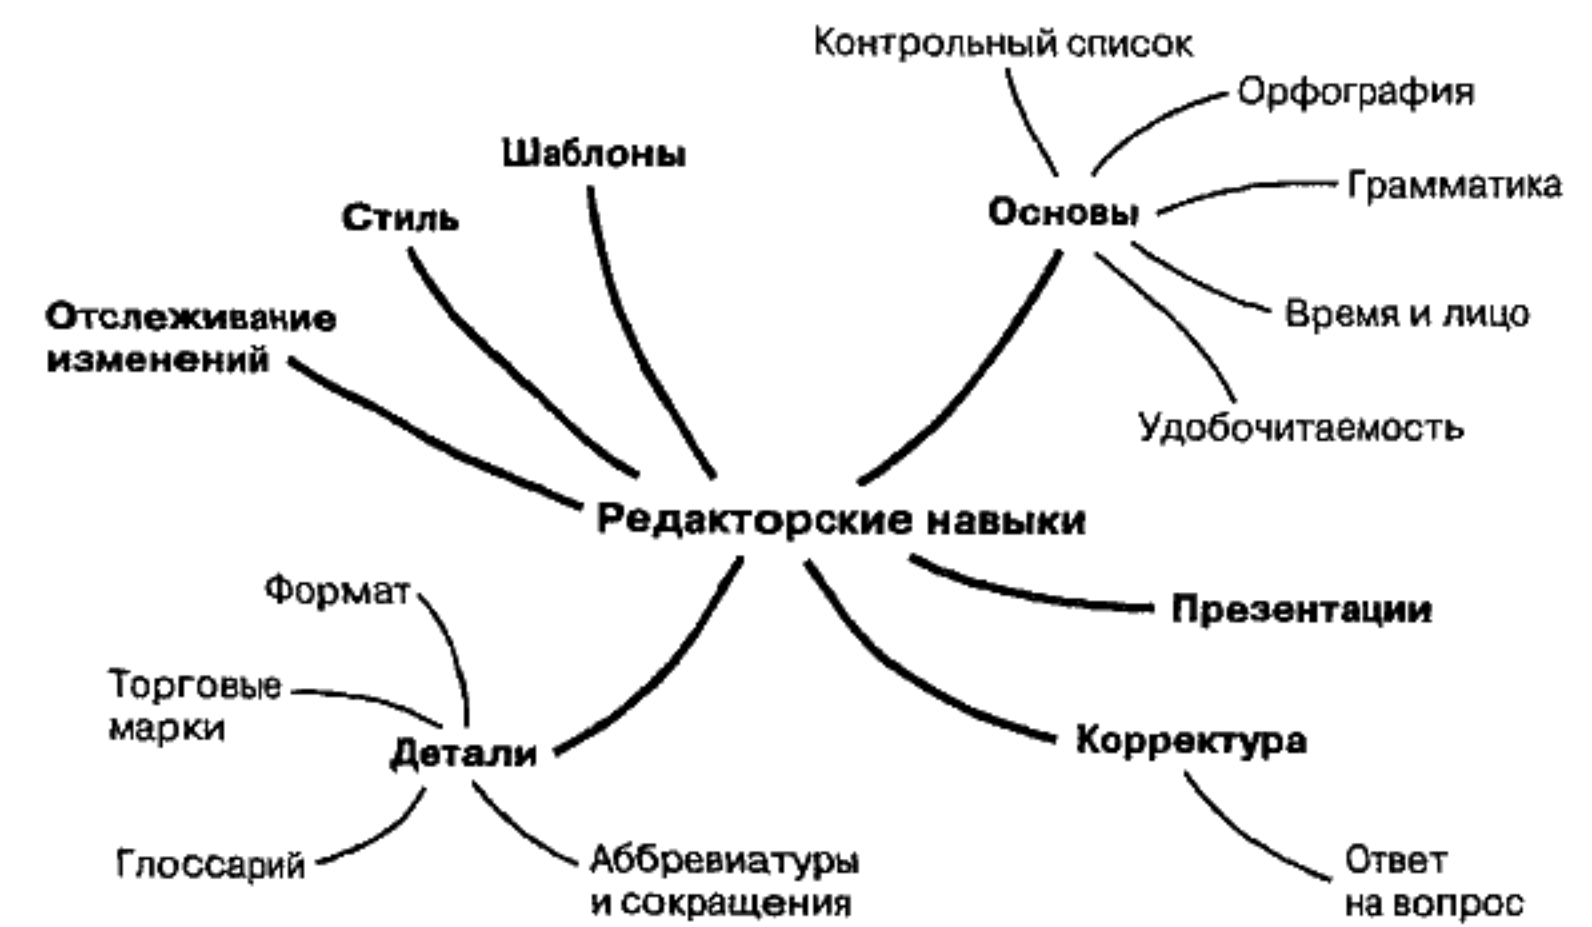 Контрольный список
Орфография
Шаблоны
Грамматика
Стиль
Основы
Отслеживание
изменений
Время и лицо
Удобочитаемость
Редакторские навыки
Формат
Презентации
Торговые
марки
Детали
Корректура
Глоссарий
Аббревиатуры
и сокращения
Ответ
на вопрос